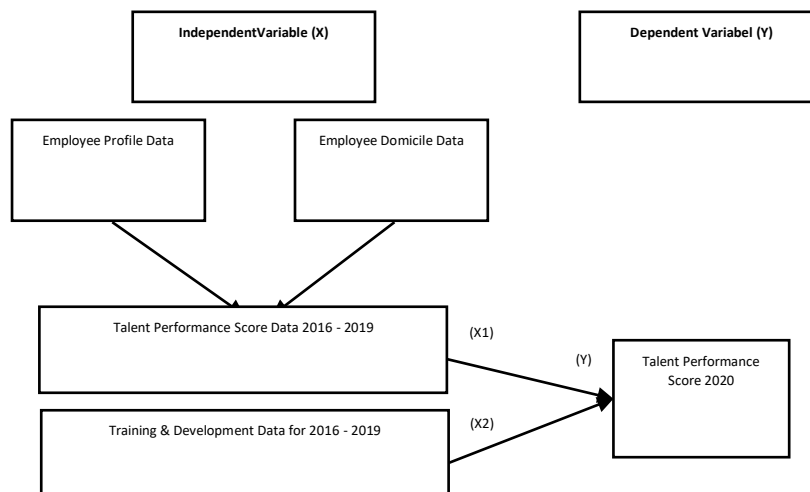 IndependentVariable (X)
Dependent Variabel (Y)
Employee Profile Data
Employee Domicile Data
Talent Performance Score Data 2016 - 2019
(X1)
(Y)
Talent Performance
Score 2020
Training & Development Data for 2016 - 2019
(X2)